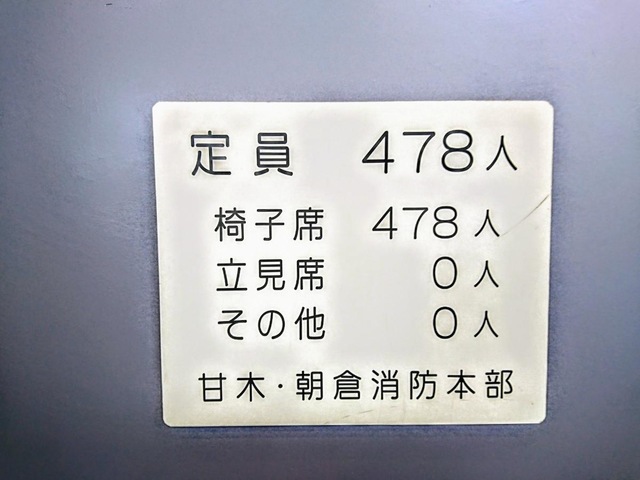 定員 478人
椅子席 478人
立見席 0人
その他 0人
甘木・朝倉消防本部